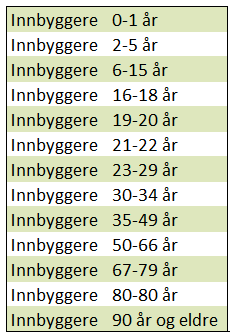 Innbyggere 0-1 år
Innbyggere 2-5 år
Innbyggere 6-15 år
Innbyggere 16-18 år
Innbyggere 19-20 år
Innbyggere 21-22 år
Innbyggere 23-29 år
Innbyggere 30-34 år
Innbyggere 35-49 år
Innbyggere 50-66 år
Innbyggere 67-79 år
Innbyggere 80-80 år
Innbyggere 90 år og eldre